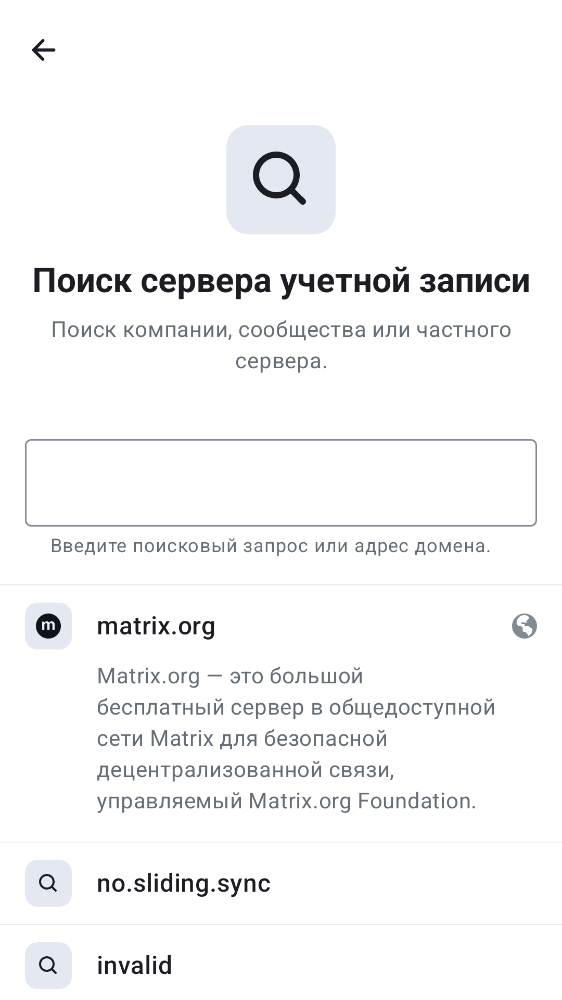 Поиск сервера учетной записи
Поиск компании, сообщества или частного
сервера.
Введите поисковый запрос или адрес домена.
m
matrix.org
Matrix.org — это большой
бесплатный сервер в общедоступной
сети Matrix для безопасной
децентрализованной связи,
управляемый Matrix.org Foundation.
no.sliding.sync
invalid